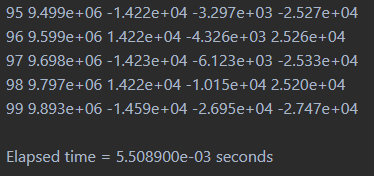 95 9.499e+06 -1.422e+04 -3.297e+03 -2.527e+04
96 9.599e+06 1.422e+04 -4.326e+03 2.526e+04
97 9.698e+06 -1.423e+04 -6.123e+03 -2.533e+04
98 9.797e+06 1.422e+04 -1.015e+04 2.520e+04
99 9.893e+06 -1.459e+04 -2.695e+04 -2.747e+04
Elapsed time = 5.508900e-03 seconds